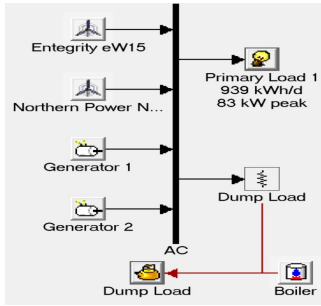 Entegrity eW15
Primary Load 1
939 kWh/d
83 kW peak
Northern Power N...
Generator 1
Dump Load
Generator 2
AC
Dump Load
Boiler